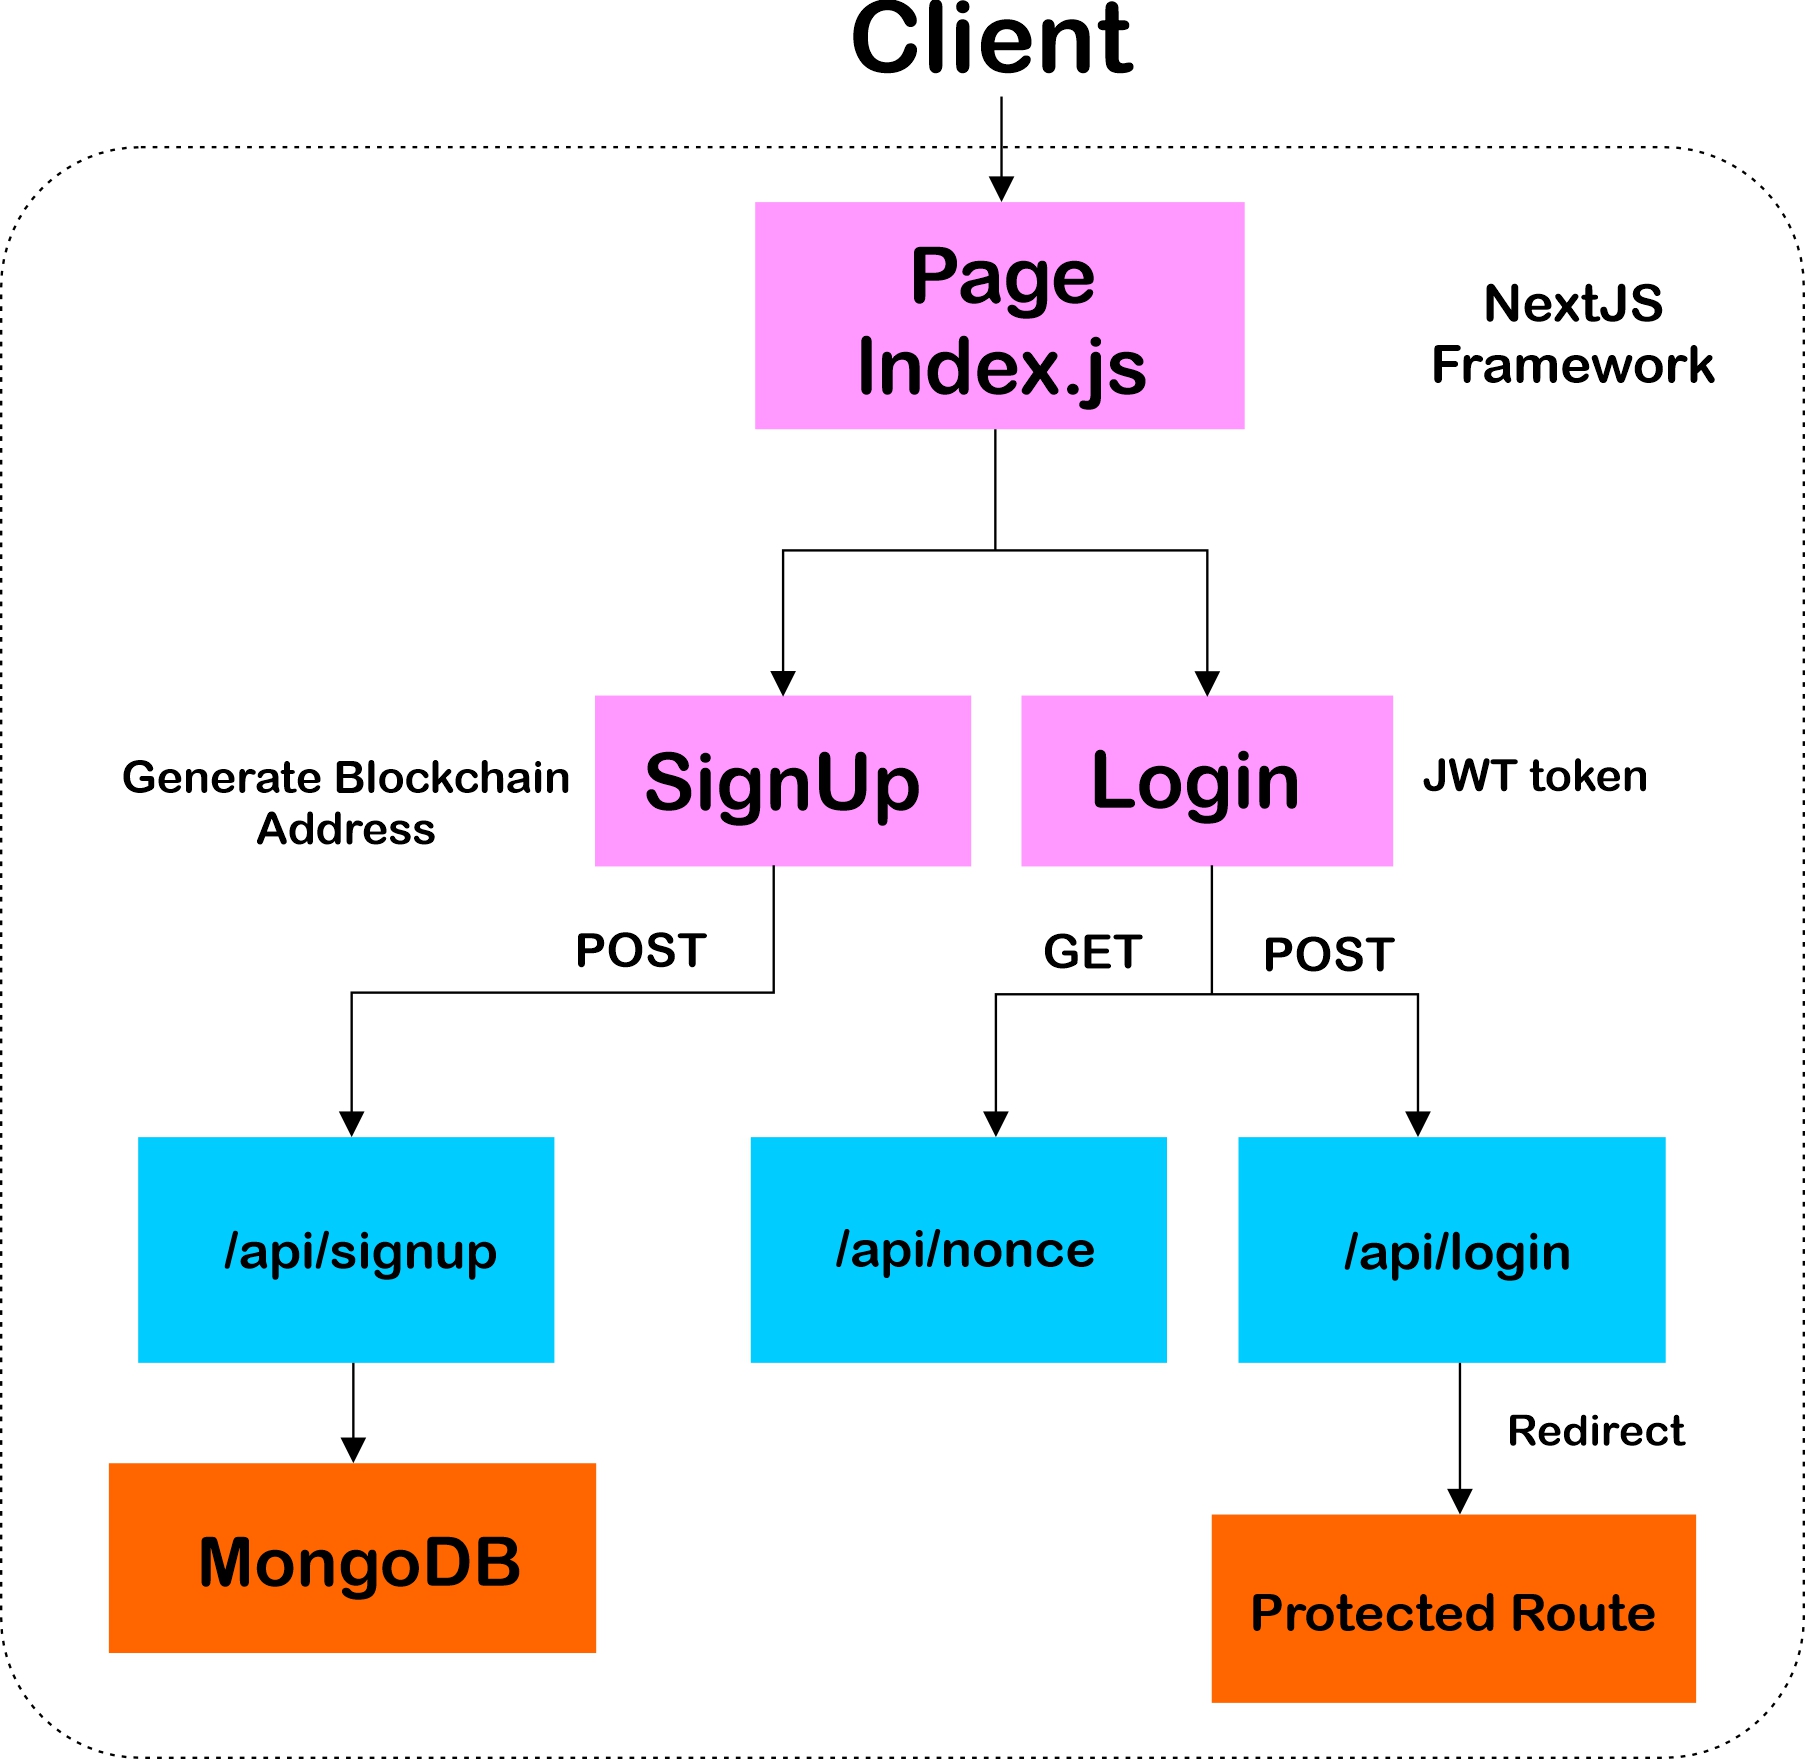 Client
Page
Index.js
NextJS
Framework
SignUp
Login
Generate Blockchain
Address
JWT token
POST
GET
POST
/api/signup
/api/nonce
/api/login
Redirect
MongoDB
Protected Route